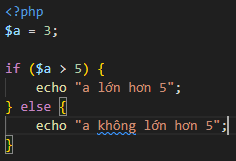 <?php
$a = 3;
if ($a > 5) {
    echo "a lớn hơn 5";
} else {
    echo "a không lớn hơn 5";
}